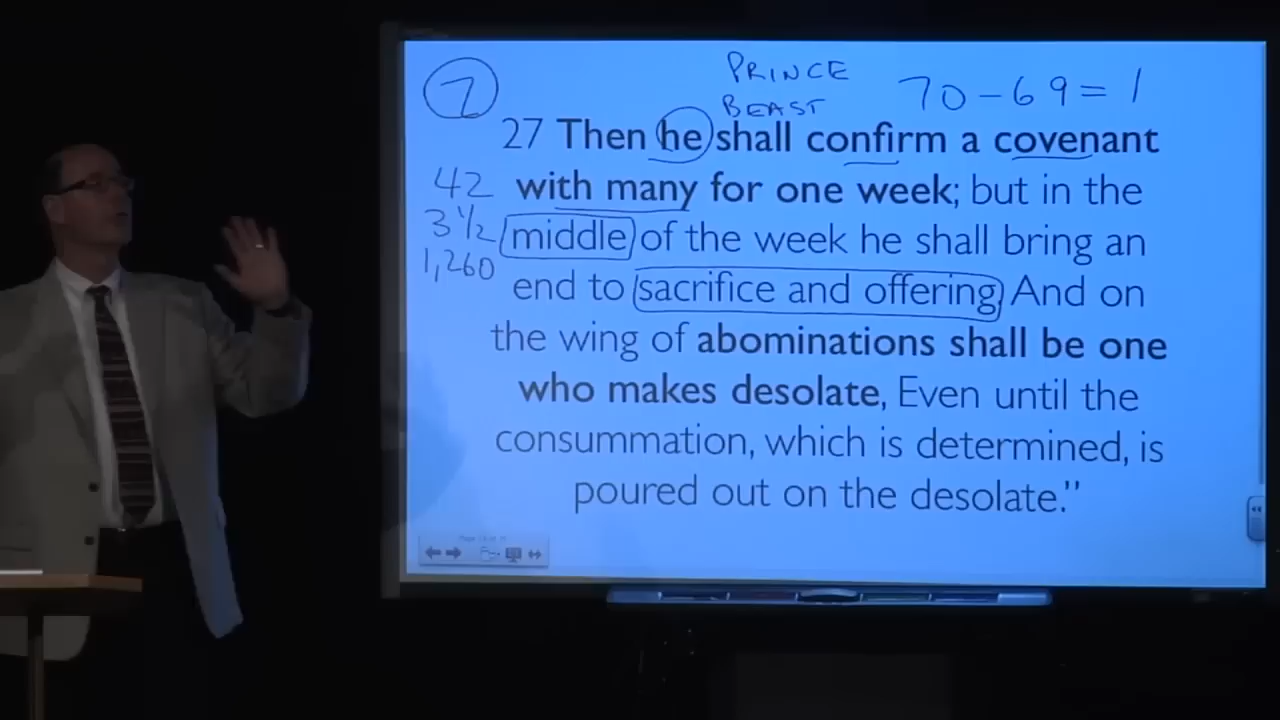 PRINCE
7
BEAST
70-69=1
27 Then he shall confirm a covenant
42
with many for one week; but in the
3 1/2
middle of the week he shall bring an
1,260
end to sacrifice and offering And on
the wing of abominations shall be one
who makes desolate, Even until the
consummation, which is determined, is
poured out on the desolate."